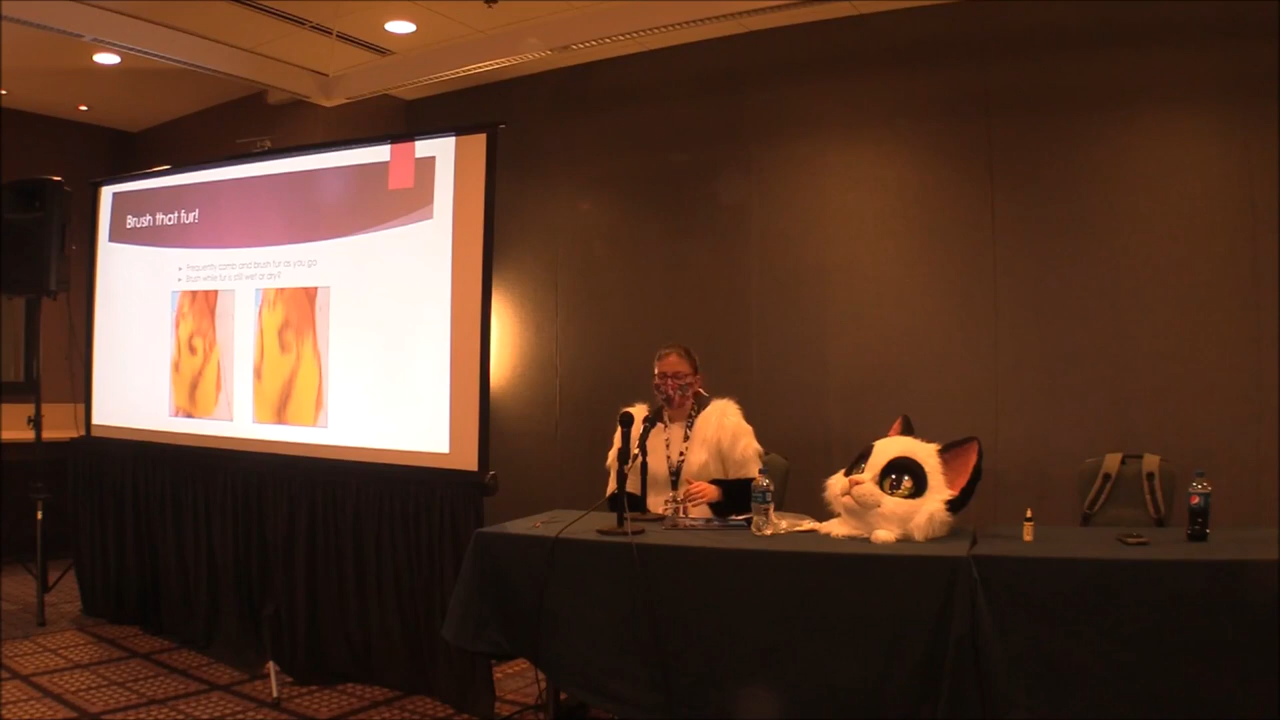 Brush that fur!
Frequently comb and brush fur as you go
Brush while fur is still wet or dry?